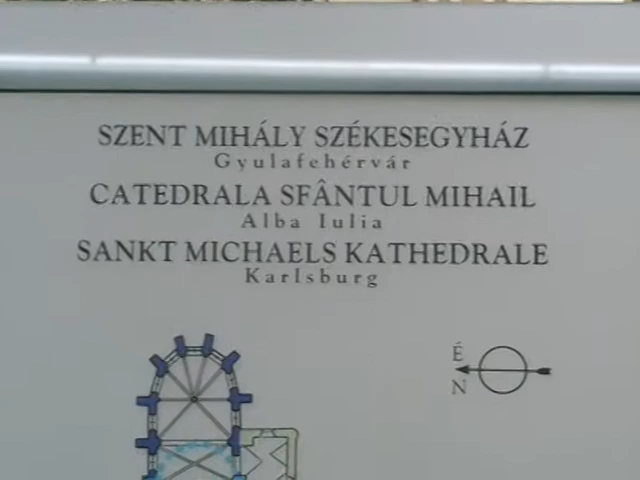 SZENT MIHÁLY SZÉKESEGYHÁZ
Gyulafehérvár
CATEDRALA SFÂNTUL MIHAIL
Alba Iulia
SANKT MICHAELS KATHEDRALE
Karlsburg
É
N